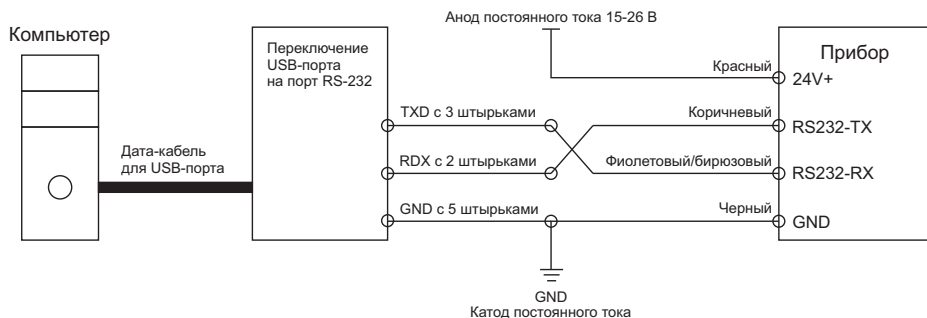 Анод постоянного тока 15-26 В
Компьютер
Переключение
USB-порта
на порт RS-232
Прибор
Красный
24V+
TXD с 3 штырьками
Коричневый
RS232-TX
Дата-кабель
для USB-порта
RDX с 2 штырьками
Фиолетовый/бирюзовый
RS232-RX
GND с 5 штырьками
Черный
GND
GND
Катод постоянного тока